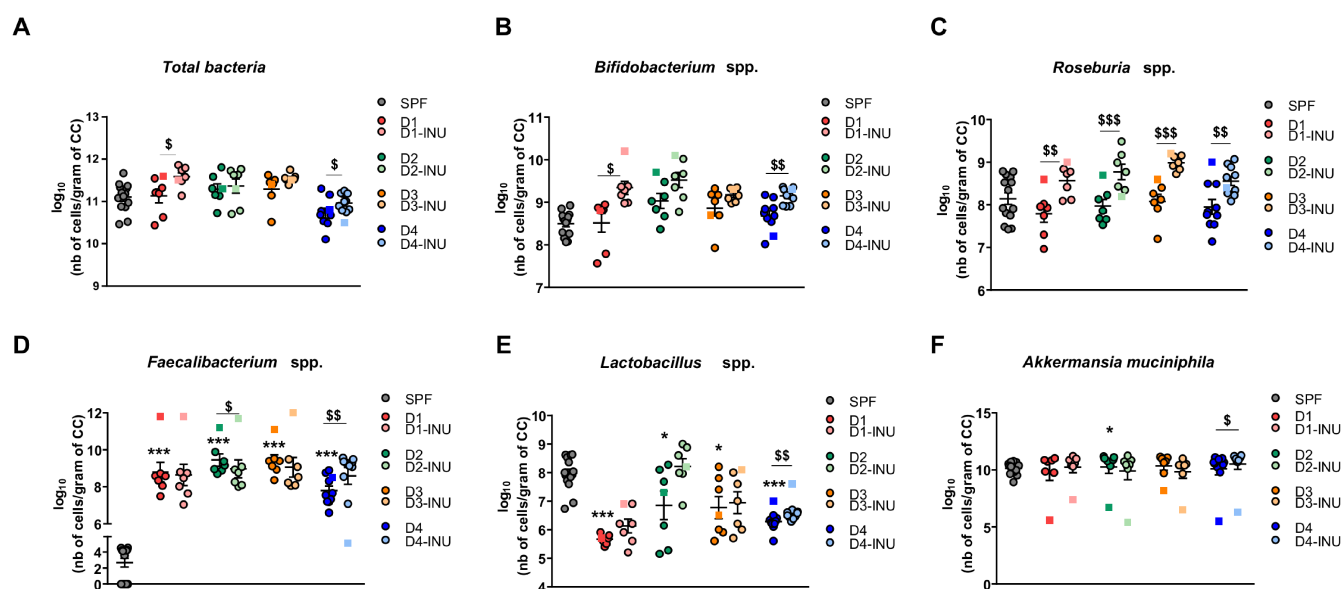 A
Total bacteria
log10
(nb of cells/gram of CC)
13
12
11
10
9
$
$
SPF
D1
D1-INU
D2
D2-INU
D3
D3-INU
D4
D4-INU
B
Bifidobacterium spp.
log10
(nb of cells/gram of CC)
11
10
9
8
7
$
$$
SPF
D1
D1-INU
D2
D2-INU
D3
D3-INU
D4
D4-INU
C
Roseburia spp.
log10
(nb of cells/gram of CC)
10
9
8
7
6
$$
$$$
$$$
$$
SPF
D1
D1-INU
D2
D2-INU
D3
D3-INU
D4
D4-INU
D
Faecalibacterium spp.
log10
(nb of cells/gram of CC)
12
10
8
6
4
2
0
***
$
***
***
$$
***
SPF
D1
D1-INU
D2
D2-INU
D3
D3-INU
D4
D4-INU
E
Lactobacillus spp.
log10
(nb of cells/gram of CC)
10
9
8
7
6
5
4
***
*
*
$$
***
SPF
D1
D1-INU
D2
D2-INU
D3
D3-INU
D4
D4-INU
F
Akkermansia muciniphila
log10
(nb of cells/gram of CC)
15
10
5
0
*
$
SPF
D1
D1-INU
D2
D2-INU
D3
D3-INU
D4
D4-INU